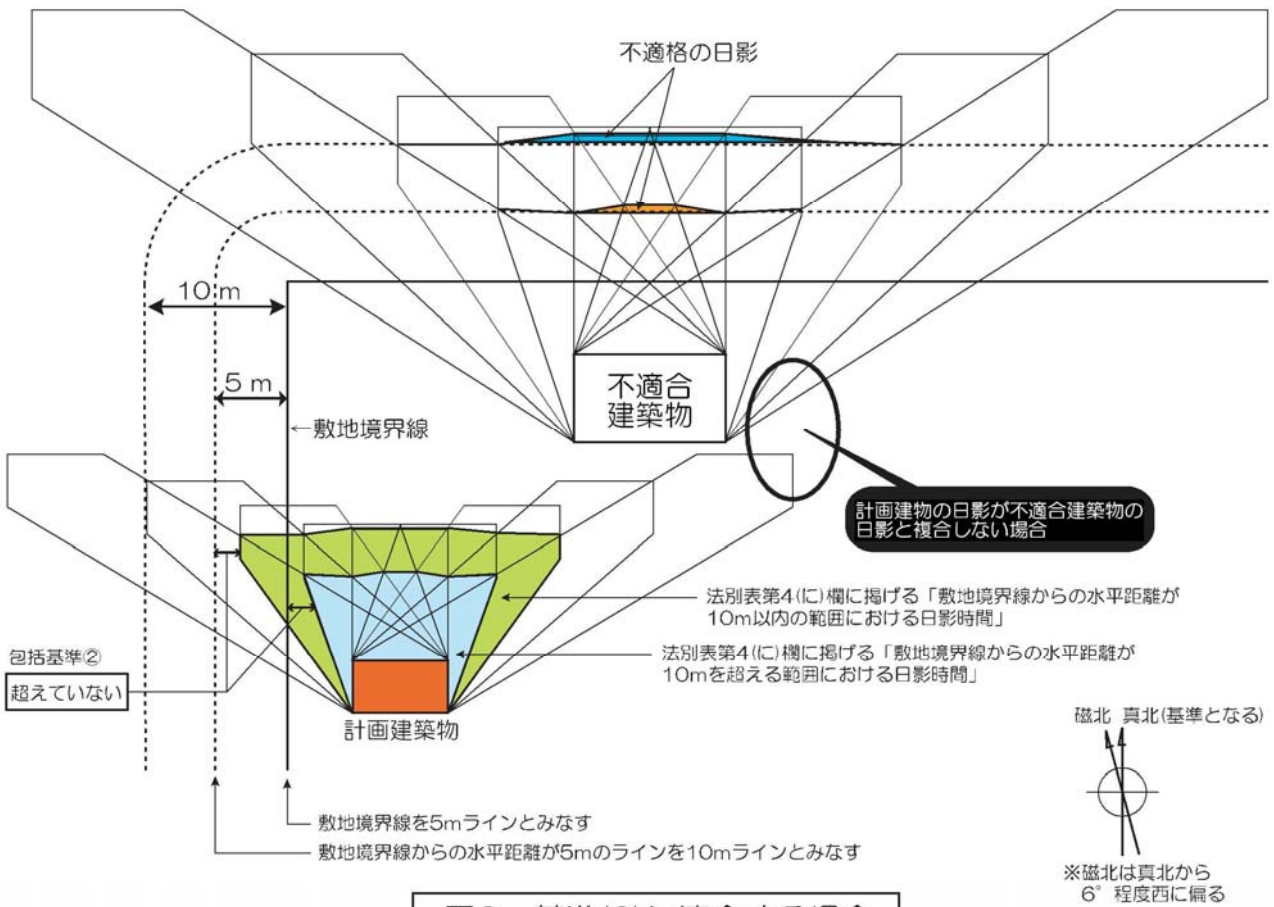 不適格の日影
10 m
5 m
不適合
建築物
←敷地境界線
計画建物の日影が不適合建築物の
日影と複合しない場合
法別表第4(に)欄に掲げる「敷地境界線からの水平距離が
10m以内の範囲における日影時間」
法別表第4(に)欄に掲げる「敷地境界線からの水平距離が
10mを超える範囲における日影時間」
包括基準②
超えていない
計画建築物
磁北 真北(基準となる)
敷地境界線を5mラインとみなす
敷地境界線からの水平距離が5mのラインを10mラインとみなす
※磁北は真北から
6°程度西に偏る